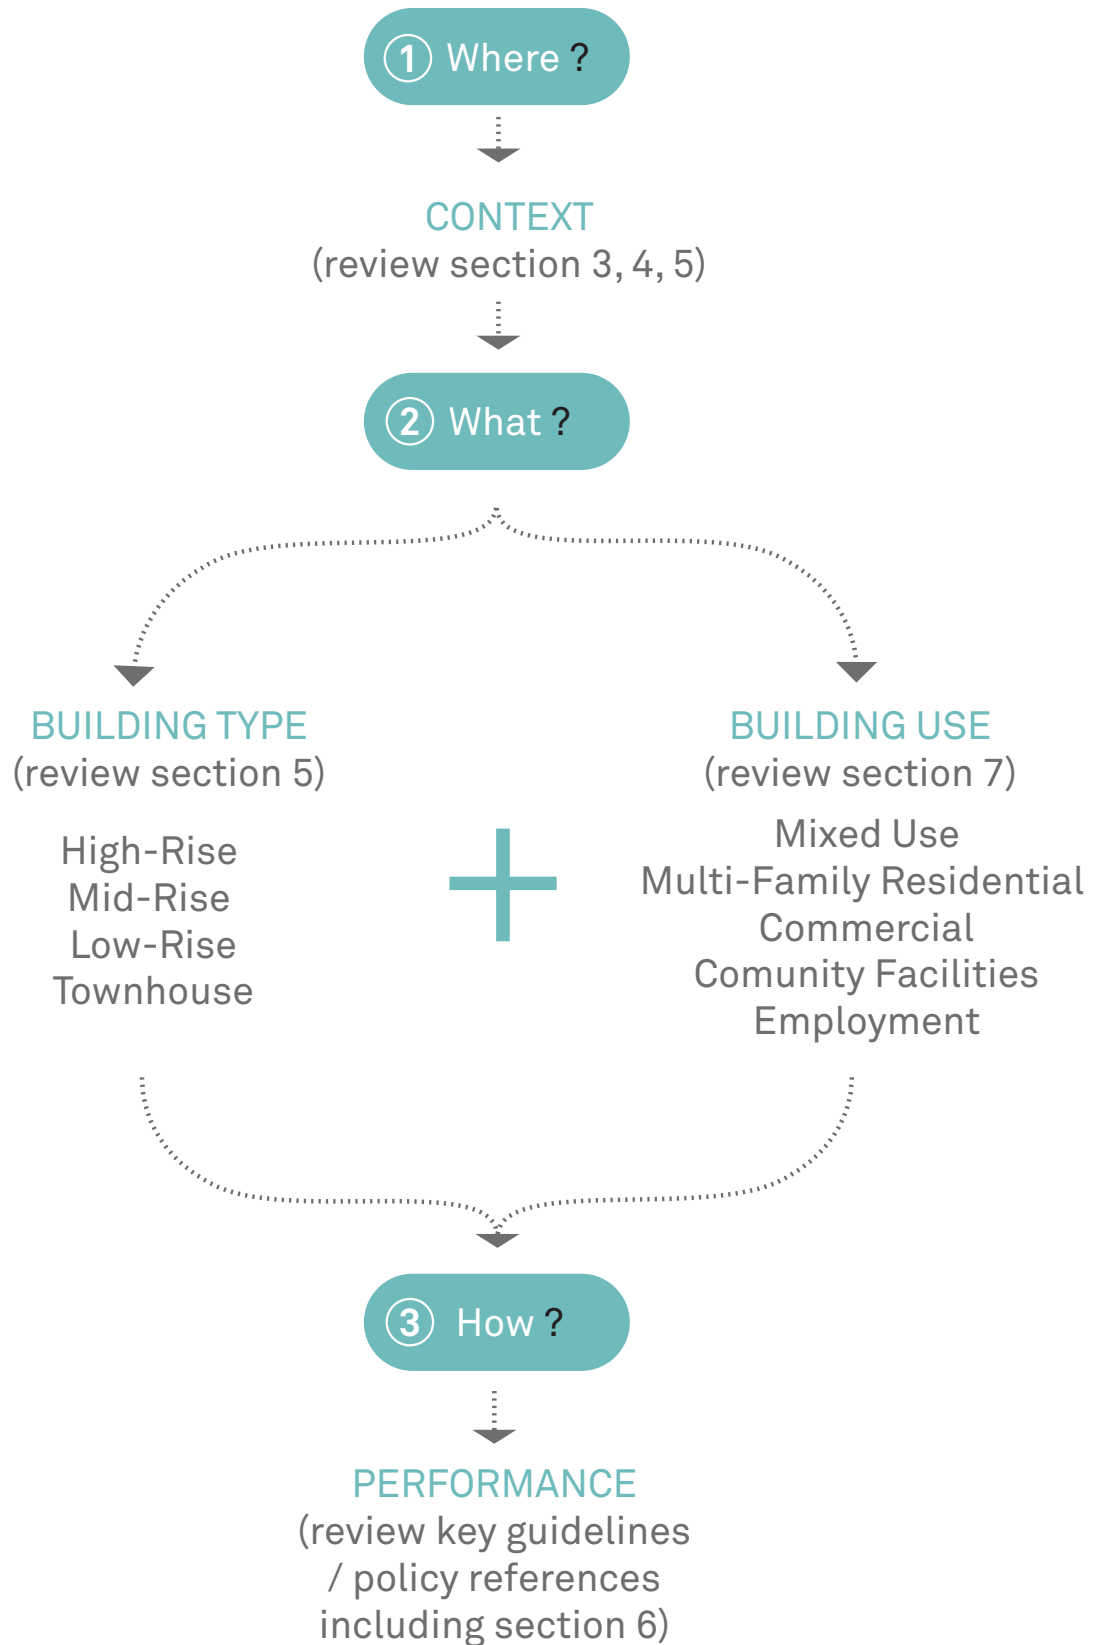 1 Where ?
CONTEXT
(review section 3, 4, 5)
2 What ?
BUILDING TYPE
(review section 5)
High-Rise
Mid-Rise
Low-Rise
Townhouse
BUILDING USE
(review section 7)
Mixed Use
Multi-Family Residential
Commercial
Comunity Facilities
Employment
3 How ?
PERFORMANCE
(review key guidelines
/ policy references
including section 6)